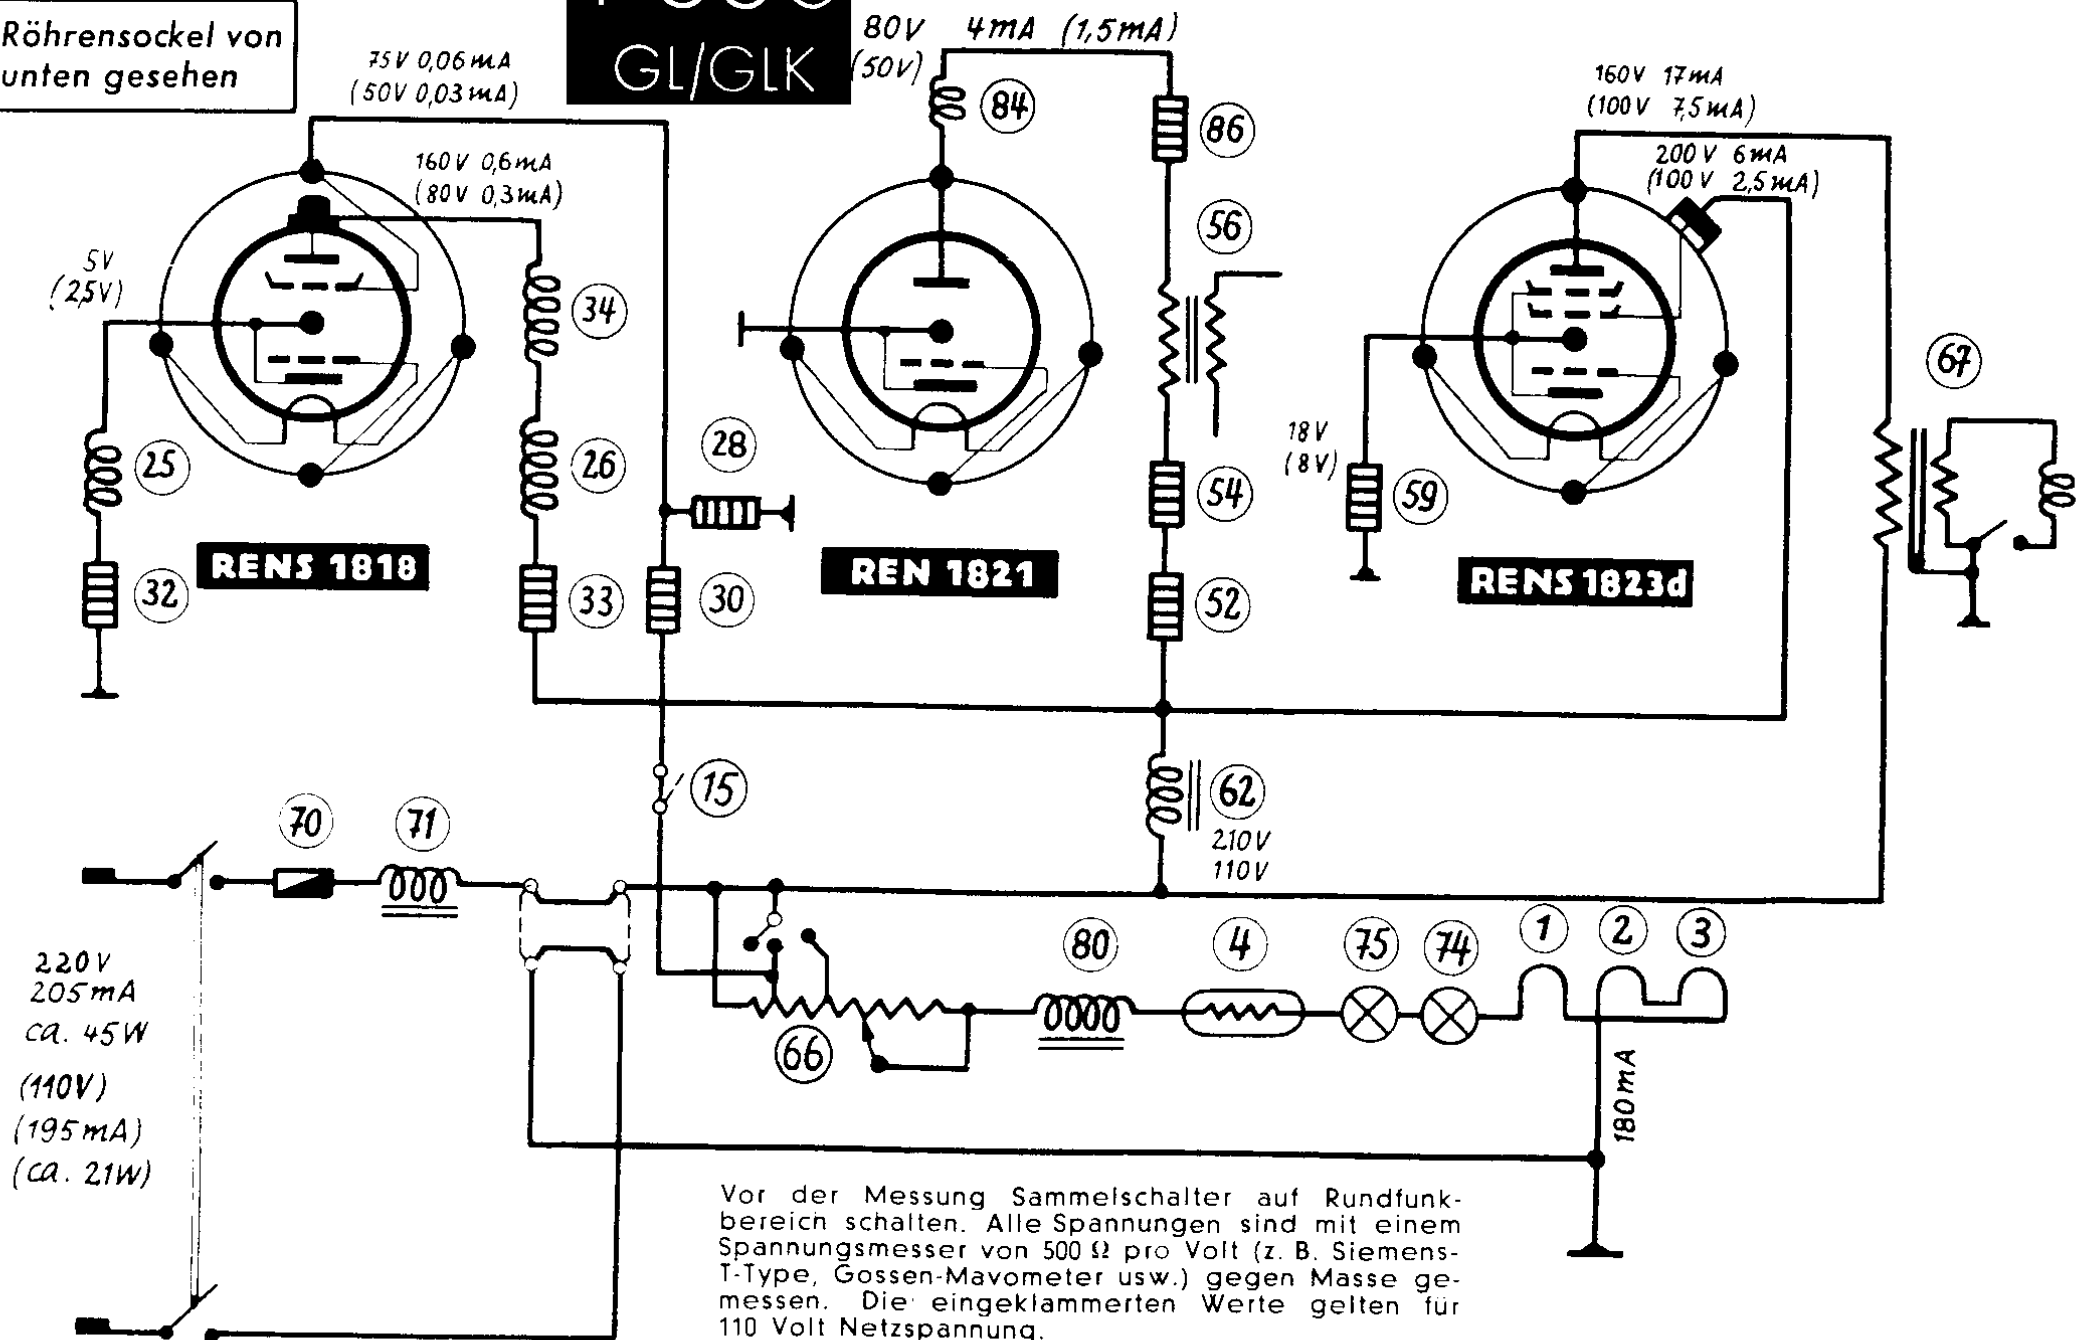 Röhrensockel von
unten gesehen
GL/GLK
75V 0,06mA
(50V 0,03mA)
160V 0,6mA
(80V 0,3mA)
5V
(2,5V)
25
32
34
26
33
28
30
RENS 1818
80V 4mA (1,5mA)
(50V)
84
86
56
54
52
REN 1821
160V 17mA
(100V 7,5mA)
200V 6mA
(100V 2,5mA)
18V
(8V)
59
67
RENS 1823d
15
62
210V
110V
70
71
220V
205mA
ca. 45W
(110V)
(195mA)
(ca. 21W)
66
80
4
75
74
1
2
3
180mA
Vor der Messung Sammelschalter auf Rundfunk-
bereich schalten. Alle Spannungen sind mit einem
Spannungsmesser von 500 Ω pro Volt (z. B. Siemens-
T-Type, Gossen-Mavometer usw.) gegen Masse ge-
messen. Die eingeklammerten Werte gelten für
110 Volt Netzspannung.